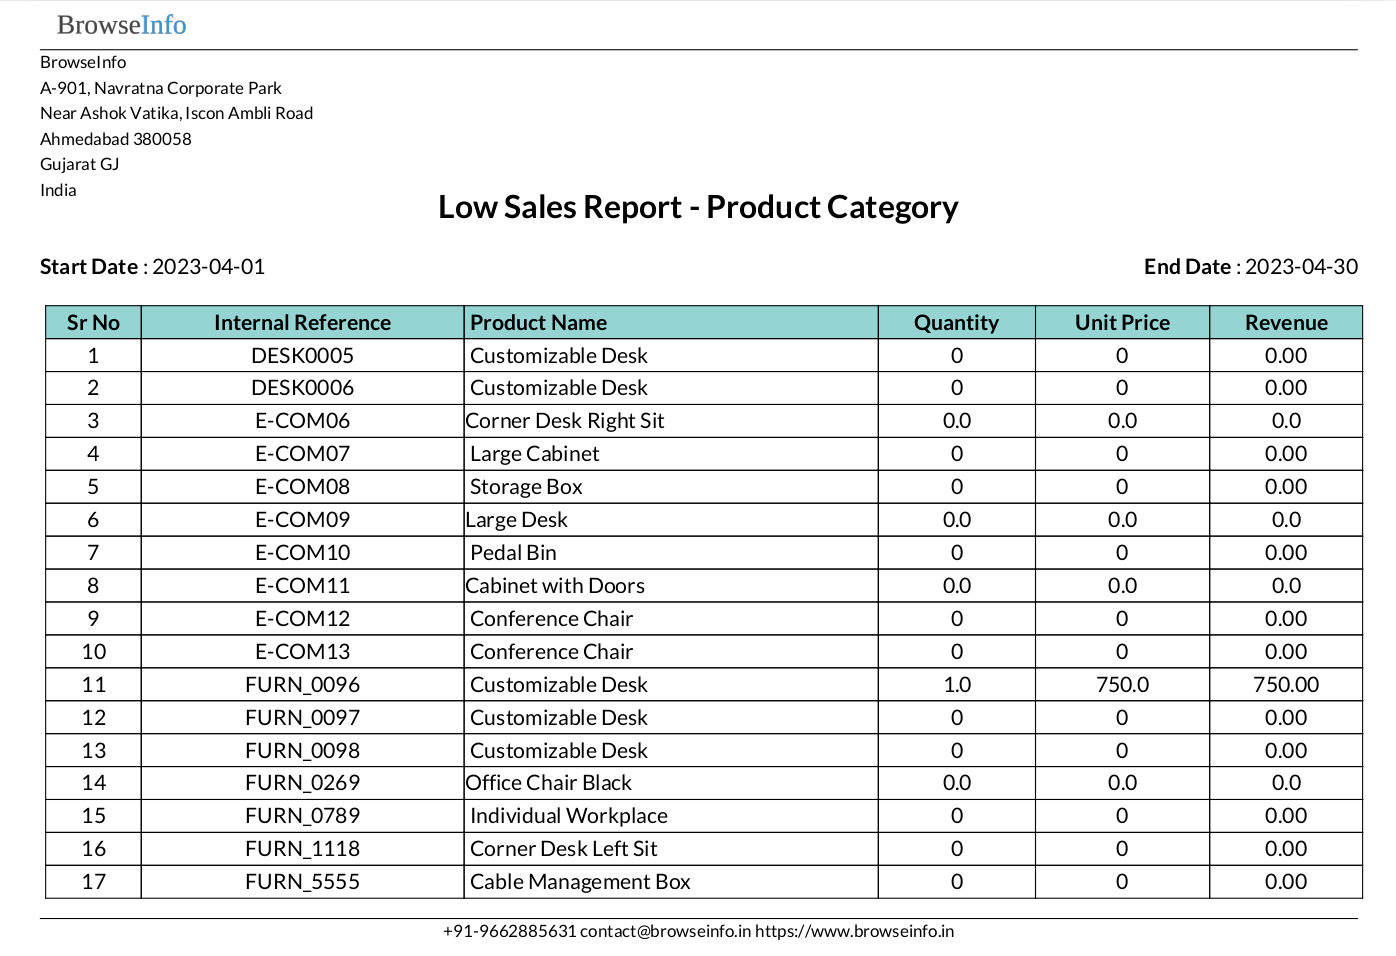 BrowseInfo
BrowseInfo
A-901, Navratna Corporate Park
Near Ashok Vatika, Iscon Ambli Road
Ahmedabad 380058
Gujarat GJ
India
Low Sales Report - Product Category
Start Date : 2023-04-01 End Date : 2023-04-30
Sr No Internal Reference Product Name Quantity Unit Price Revenue
1 DESK0005 Customizable Desk 0 0 0.00
2 DESK0006 Customizable Desk 0 0 0.00
3 E-COM06 Corner Desk Right Sit 0.0 0.0 0.0
4 E-COM07 Large Cabinet 0 0 0.00
5 E-COM08 Storage Box 0 0 0.00
6 E-COM09 Large Desk 0.0 0.0 0.0
7 E-COM10 Pedal Bin 0 0 0.00
8 E-COM11 Cabinet with Doors 0.0 0.0 0.0
9 E-COM12 Conference Chair 0 0 0.00
10 E-COM13 Conference Chair 0 0 0.00
11 FURN_0096 Customizable Desk 1.0 750.0 750.00
12 FURN_0097 Customizable Desk 0 0 0.00
13 FURN_0098 Customizable Desk 0 0 0.00
14 FURN_0269 Office Chair Black 0.0 0.0 0.0
15 FURN_0789 Individual Workplace 0 0 0.00
16 FURN_1118 Corner Desk Left Sit 0 0 0.00
17 FURN_5555 Cable Management Box 0 0 0.00
+91-9662885631 contact@browseinfo.in https://www.browseinfo.in